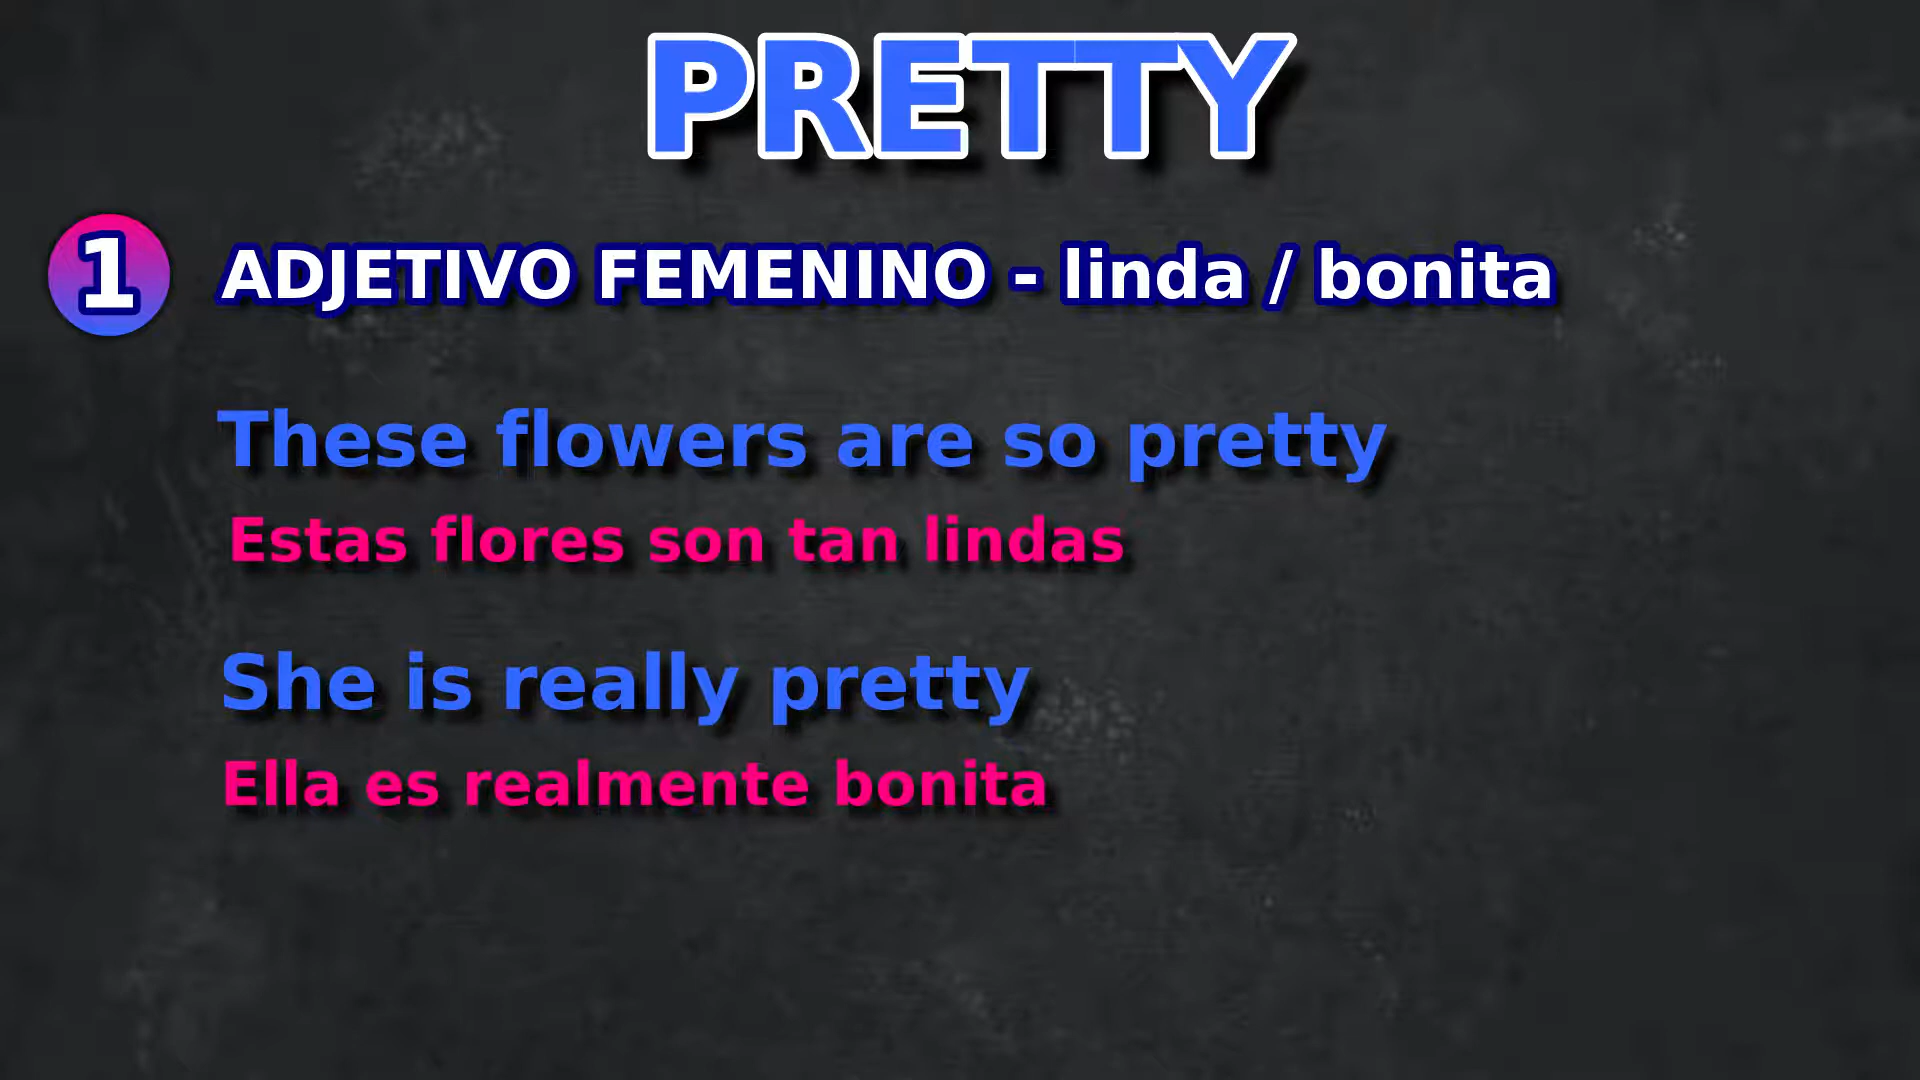 PRETTY
1 ADJETIVO FEMENINO - linda / bonita
These flowers are so pretty
Estas flores son tan lindas
She is really pretty
Ella es realmente bonita